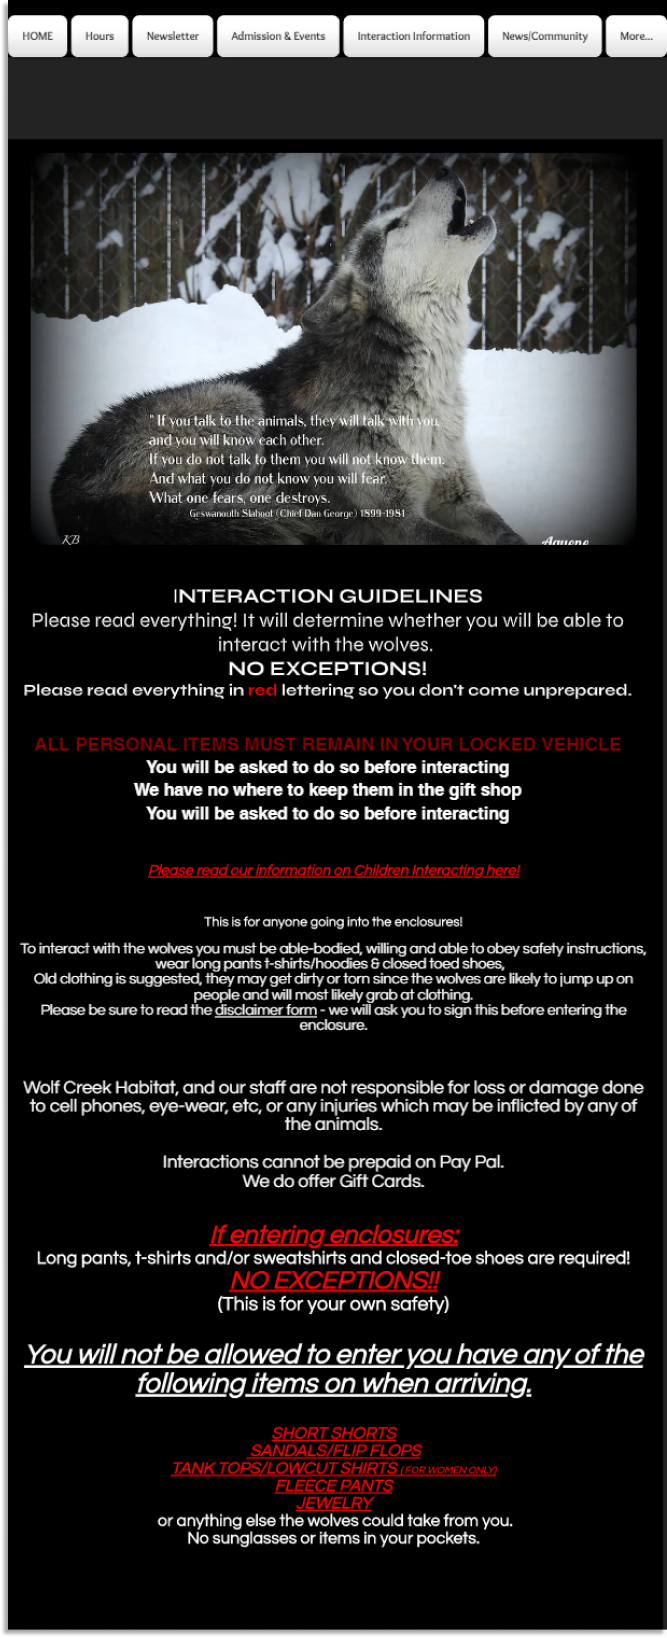 HOME Hours Newsletter Admission & Events Interaction Information News/Community More...
" If you talk to the animals, they will talk with you,
and you will know each other.
If you do not talk to them you will not know them.
And what you do not know you will fear.
What one fears, one destroys.
Geswanouth Slahoot (Chief Dan George) 1899-1981
KB Aquene
INTERACTION GUIDELINES
Please read everything! It will determine whether you will be able to
interact with the wolves.
NO EXCEPTIONS!
Please read everything in red lettering so you don't come unprepared.
ALL PERSONAL ITEMS MUST REMAIN IN YOUR LOCKED VEHICLE
You will be asked to do so before interacting
We have no where to keep them in the gift shop
You will be asked to do so before interacting
Please read our information on Children Interacting here!
This is for anyone going into the enclosures!
To interact with the wolves you must be able-bodied, willing and able to obey safety instructions,
wear long pants t-shirts/hoodies & closed toed shoes,
Old clothing is suggested, they may get dirty or torn since the wolves are likely to jump up on
people and will most likely grab at clothing.
Please be sure to read the disclaimer form - we will ask you to sign this before entering the
enclosure.
Wolf Creek Habitat, and our staff are not responsible for loss or damage done
to cell phones, eye-wear, etc, or any injuries which may be inflicted by any of
the animals.
Interactions cannot be prepaid on Pay Pal.
We do offer Gift Cards.
If entering enclosures:
Long pants, t-shirts and/or sweatshirts and closed-toe shoes are required!
NO EXCEPTIONS!!
(This is for your own safety)
You will not be allowed to enter you have any of the
following items on when arriving.
SHORT SHORTS
SANDALS/FLIP FLOPS
TANK TOPS/LOWCUT SHIRTS ( FOR WOMEN ONLY)
FLEECE PANTS
JEWELRY
or anything else the wolves could take from you.
No sunglasses or items in your pockets.